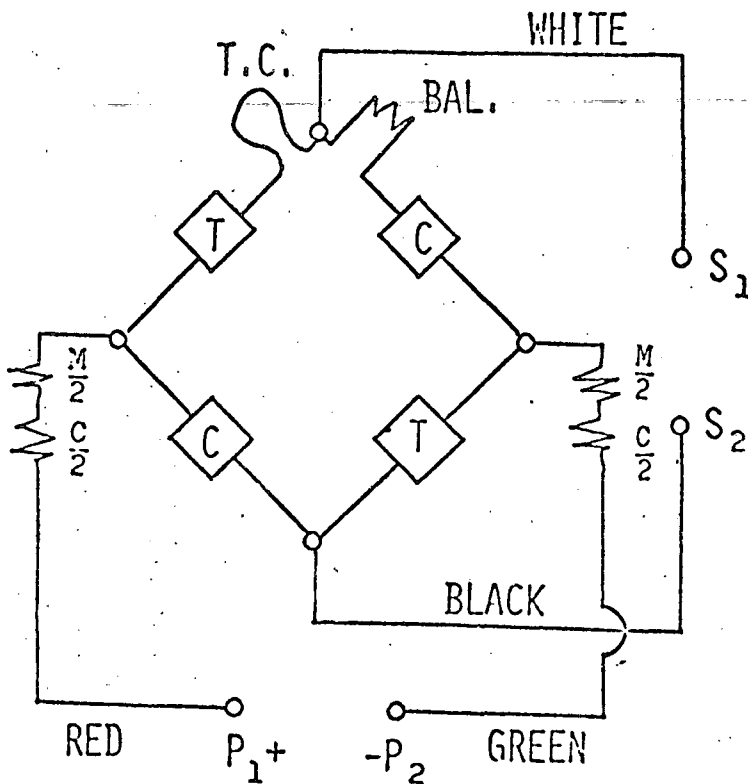 WHITE
T.C.
BAL.
T
C
S1
M/2
M/2
C/2
C/2
C
T
S2
BLACK
RED
P1+
-P2
GREEN